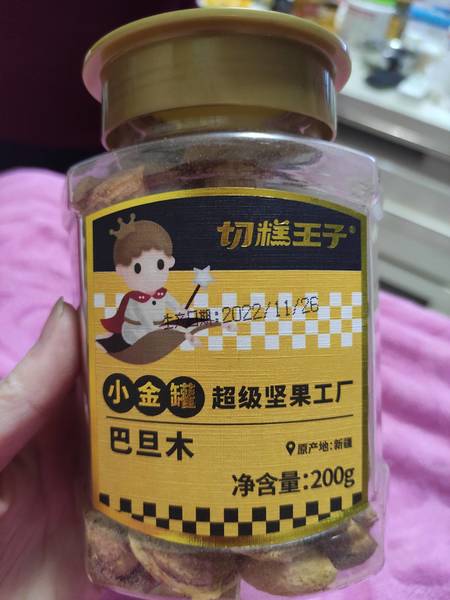 切糕王子®
生产日期:2022/11/26
小金罐 超级坚果工厂
巴旦木
原产地:新疆
净含量:200g